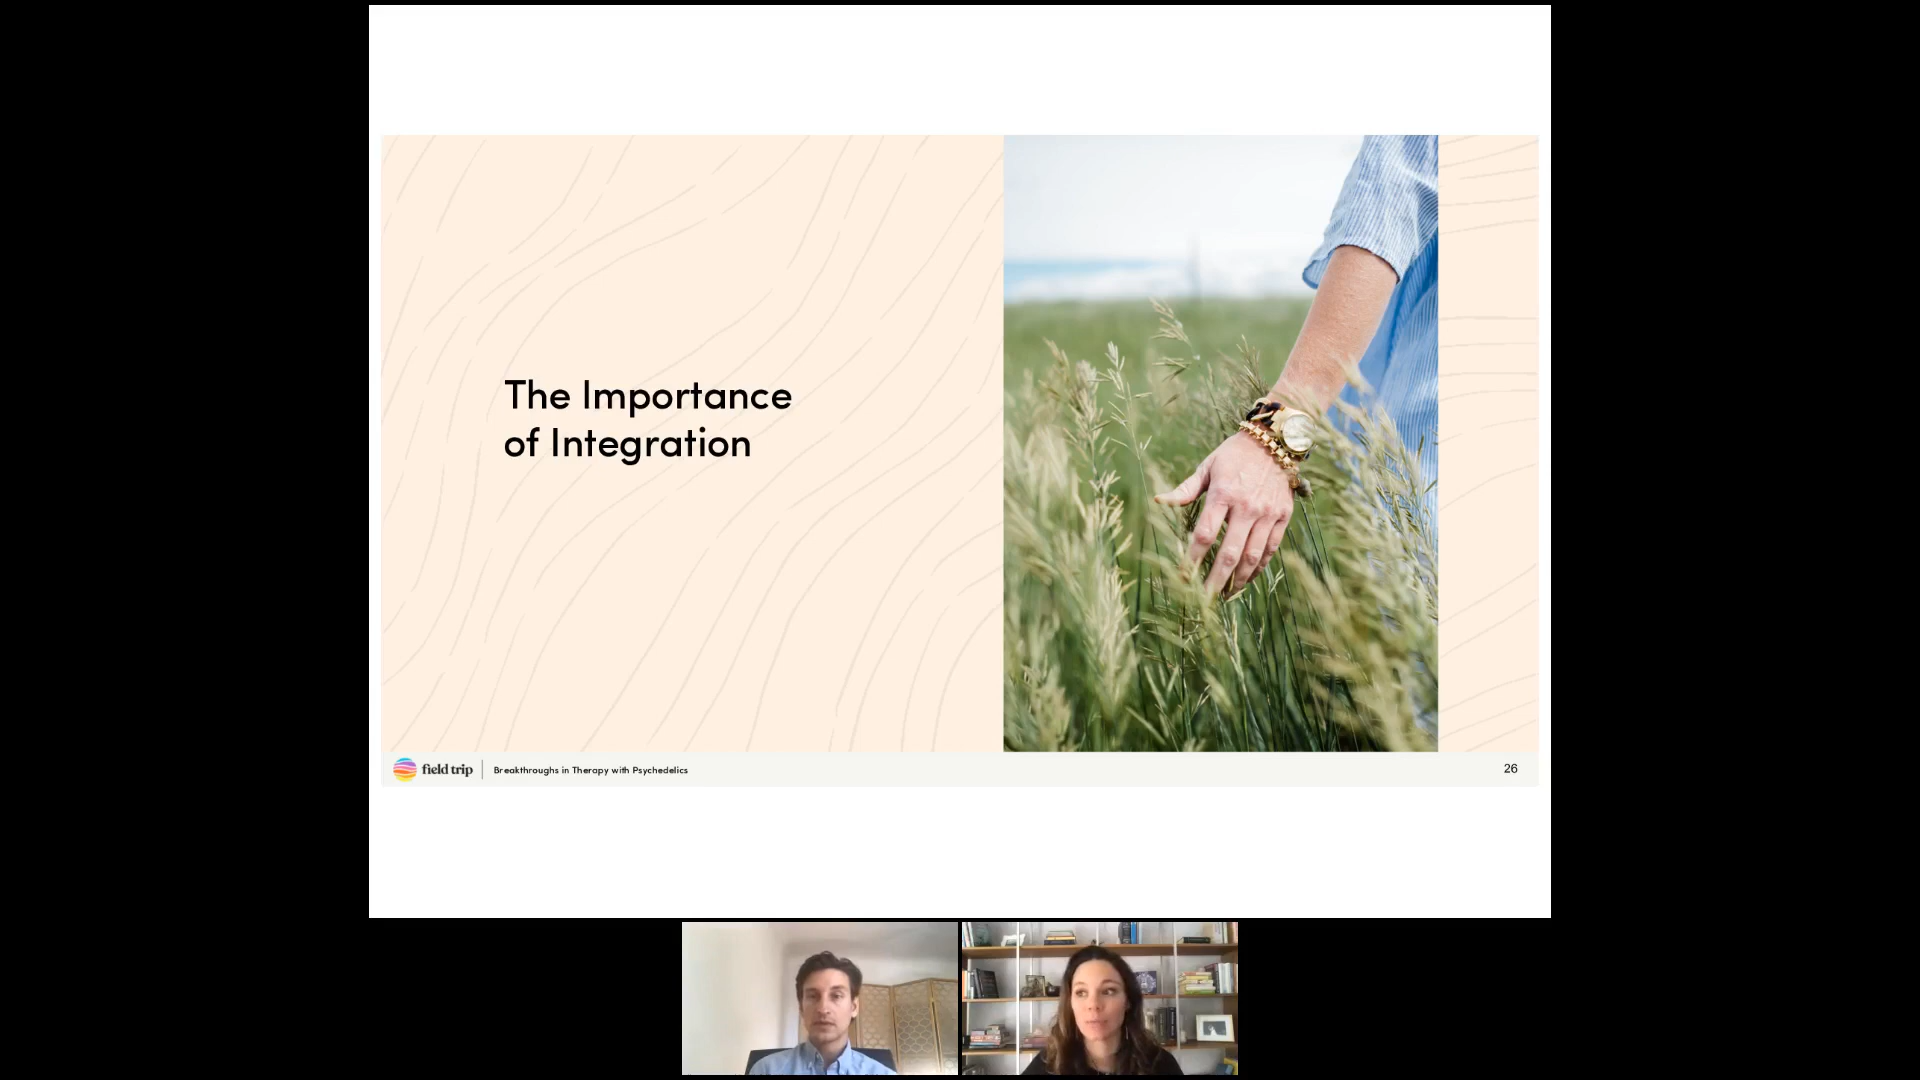 The Importance
of Integration
field trip
Breakthroughs in Therapy with Psychedelics
26